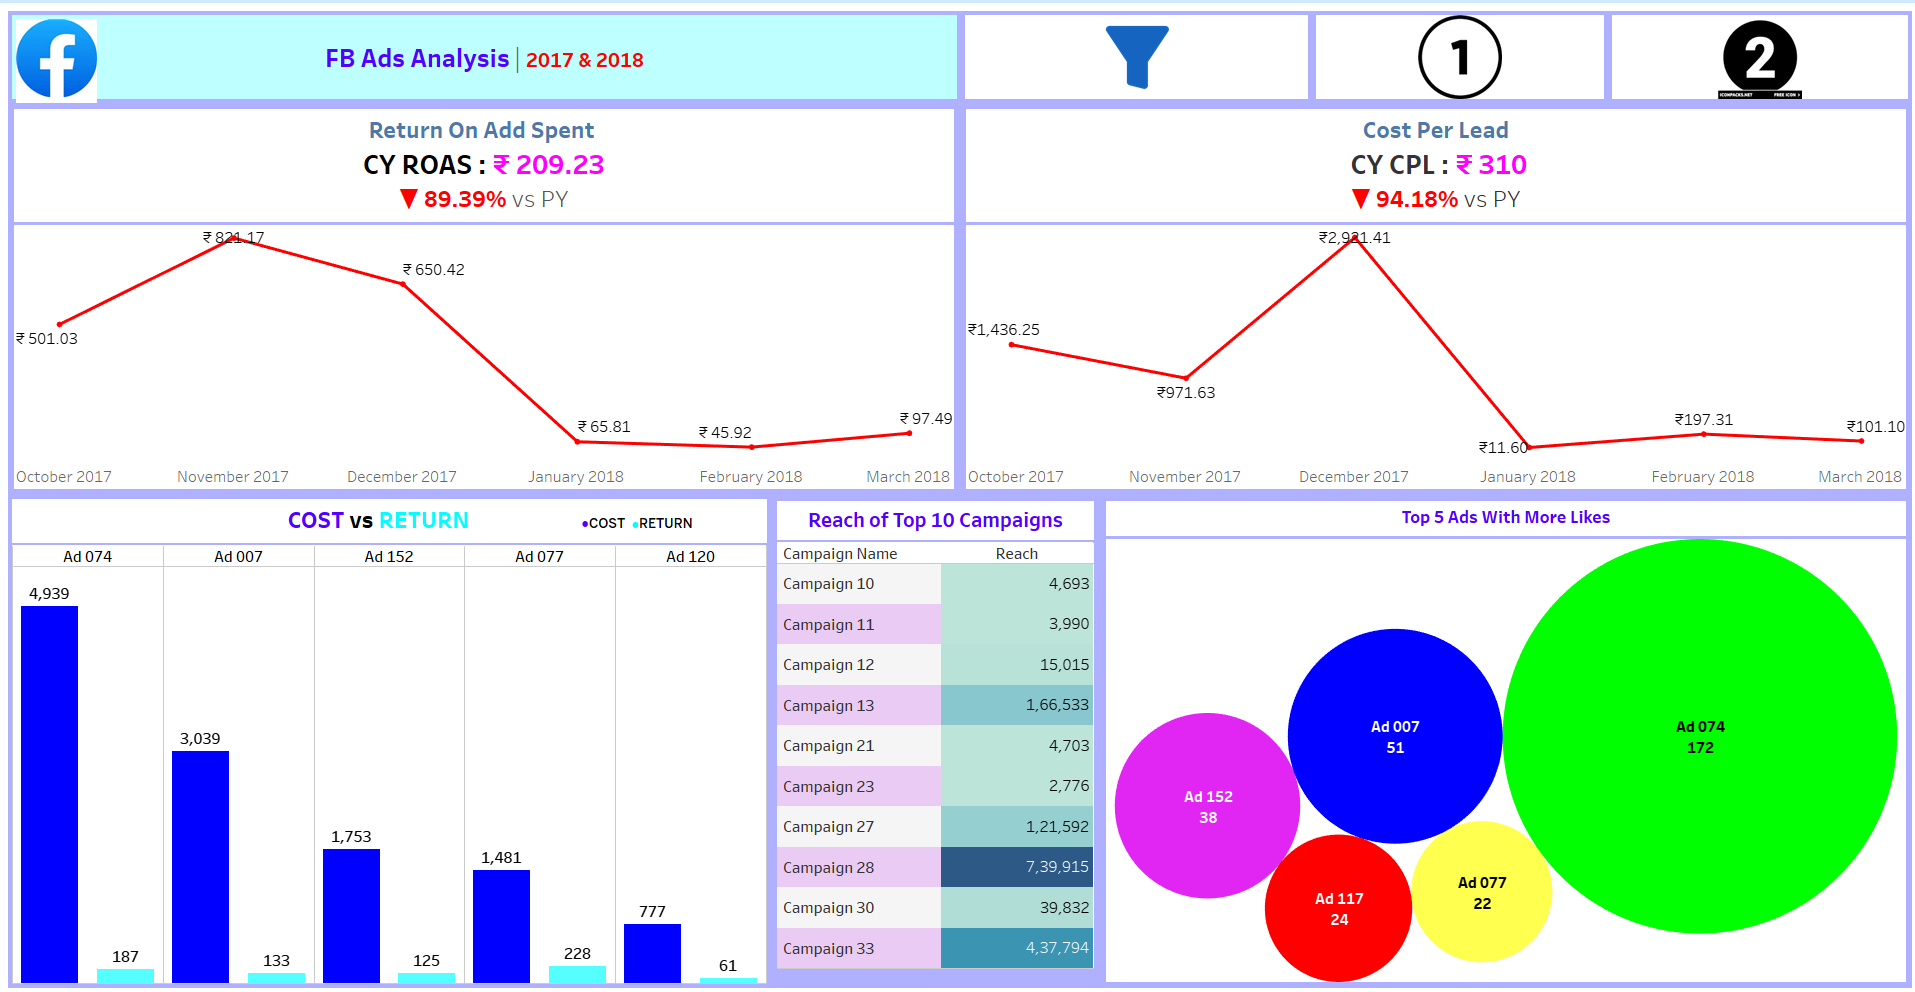 FB Ads Analysis | 2017 & 2018
1
2
ICONPACKS.NET FREE ICON >
Return On Add Spent
CY ROAS : ₹ 209.23
▼ 89.39% vs PY
Cost Per Lead
CY CPL : ₹ 310
▼ 94.18% vs PY
₹ 821.17
₹ 650.42
₹ 501.03
₹ 65.81
₹ 45.92
₹ 97.49
October 2017 November 2017 December 2017 January 2018 February 2018 March 2018
₹2,921.41
₹1,436.25
₹971.63
₹11.60
₹197.31
₹101.10
October 2017 November 2017 December 2017 January 2018 February 2018 March 2018
COST vs RETURN
●COST ●RETURN
Ad 074 Ad 007 Ad 152 Ad 077 Ad 120
4,939
187
3,039
133
1,753
125
1,481
228
777
61
Reach of Top 10 Campaigns
Campaign Name Reach
Campaign 10 4,693
Campaign 11 3,990
Campaign 12 15,015
Campaign 13 1,66,533
Campaign 21 4,703
Campaign 23 2,776
Campaign 27 1,21,592
Campaign 28 7,39,915
Campaign 30 39,832
Campaign 33 4,37,794
Top 5 Ads With More Likes
Ad 152
38
Ad 007
51
Ad 074
172
Ad 117
24
Ad 077
22